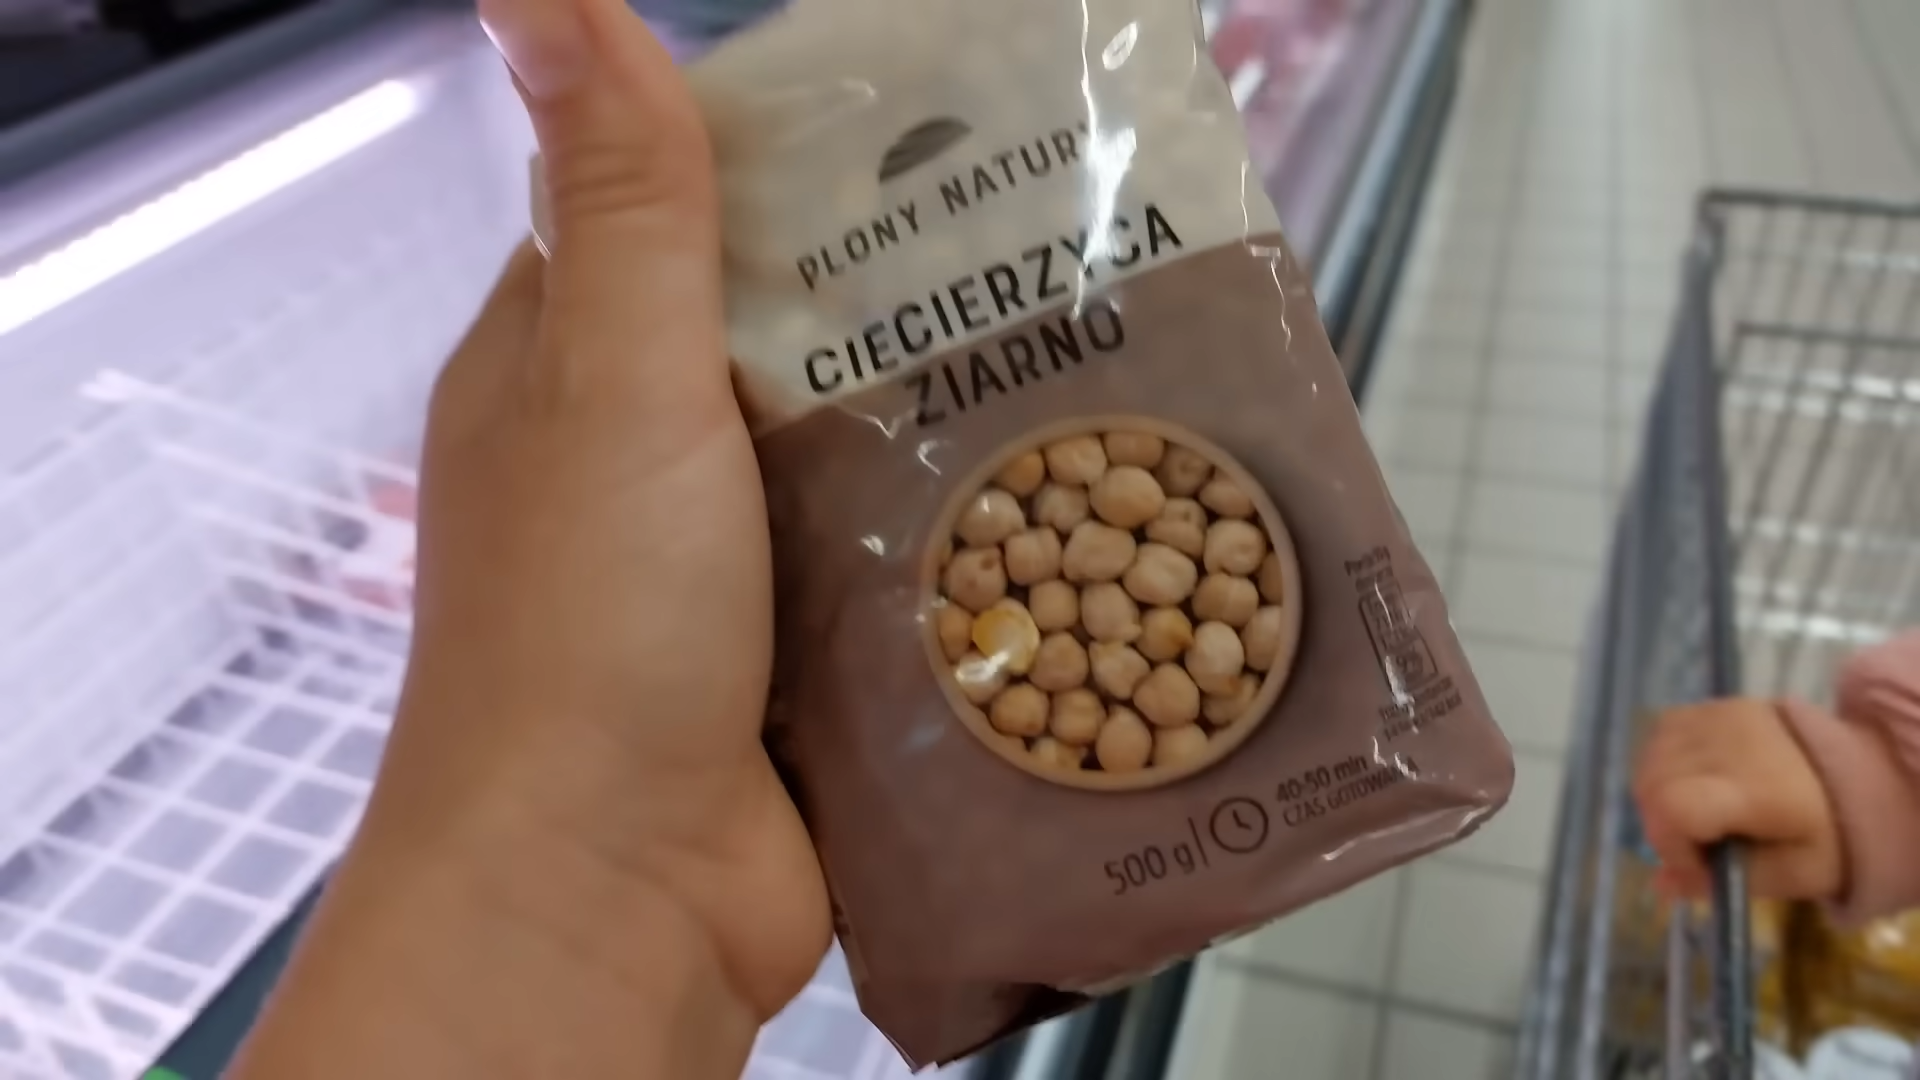 PLONY NATURY
CIECIERZYCA
ZIARNO
40-50 min
CZAS GOTOWANIA
500 g